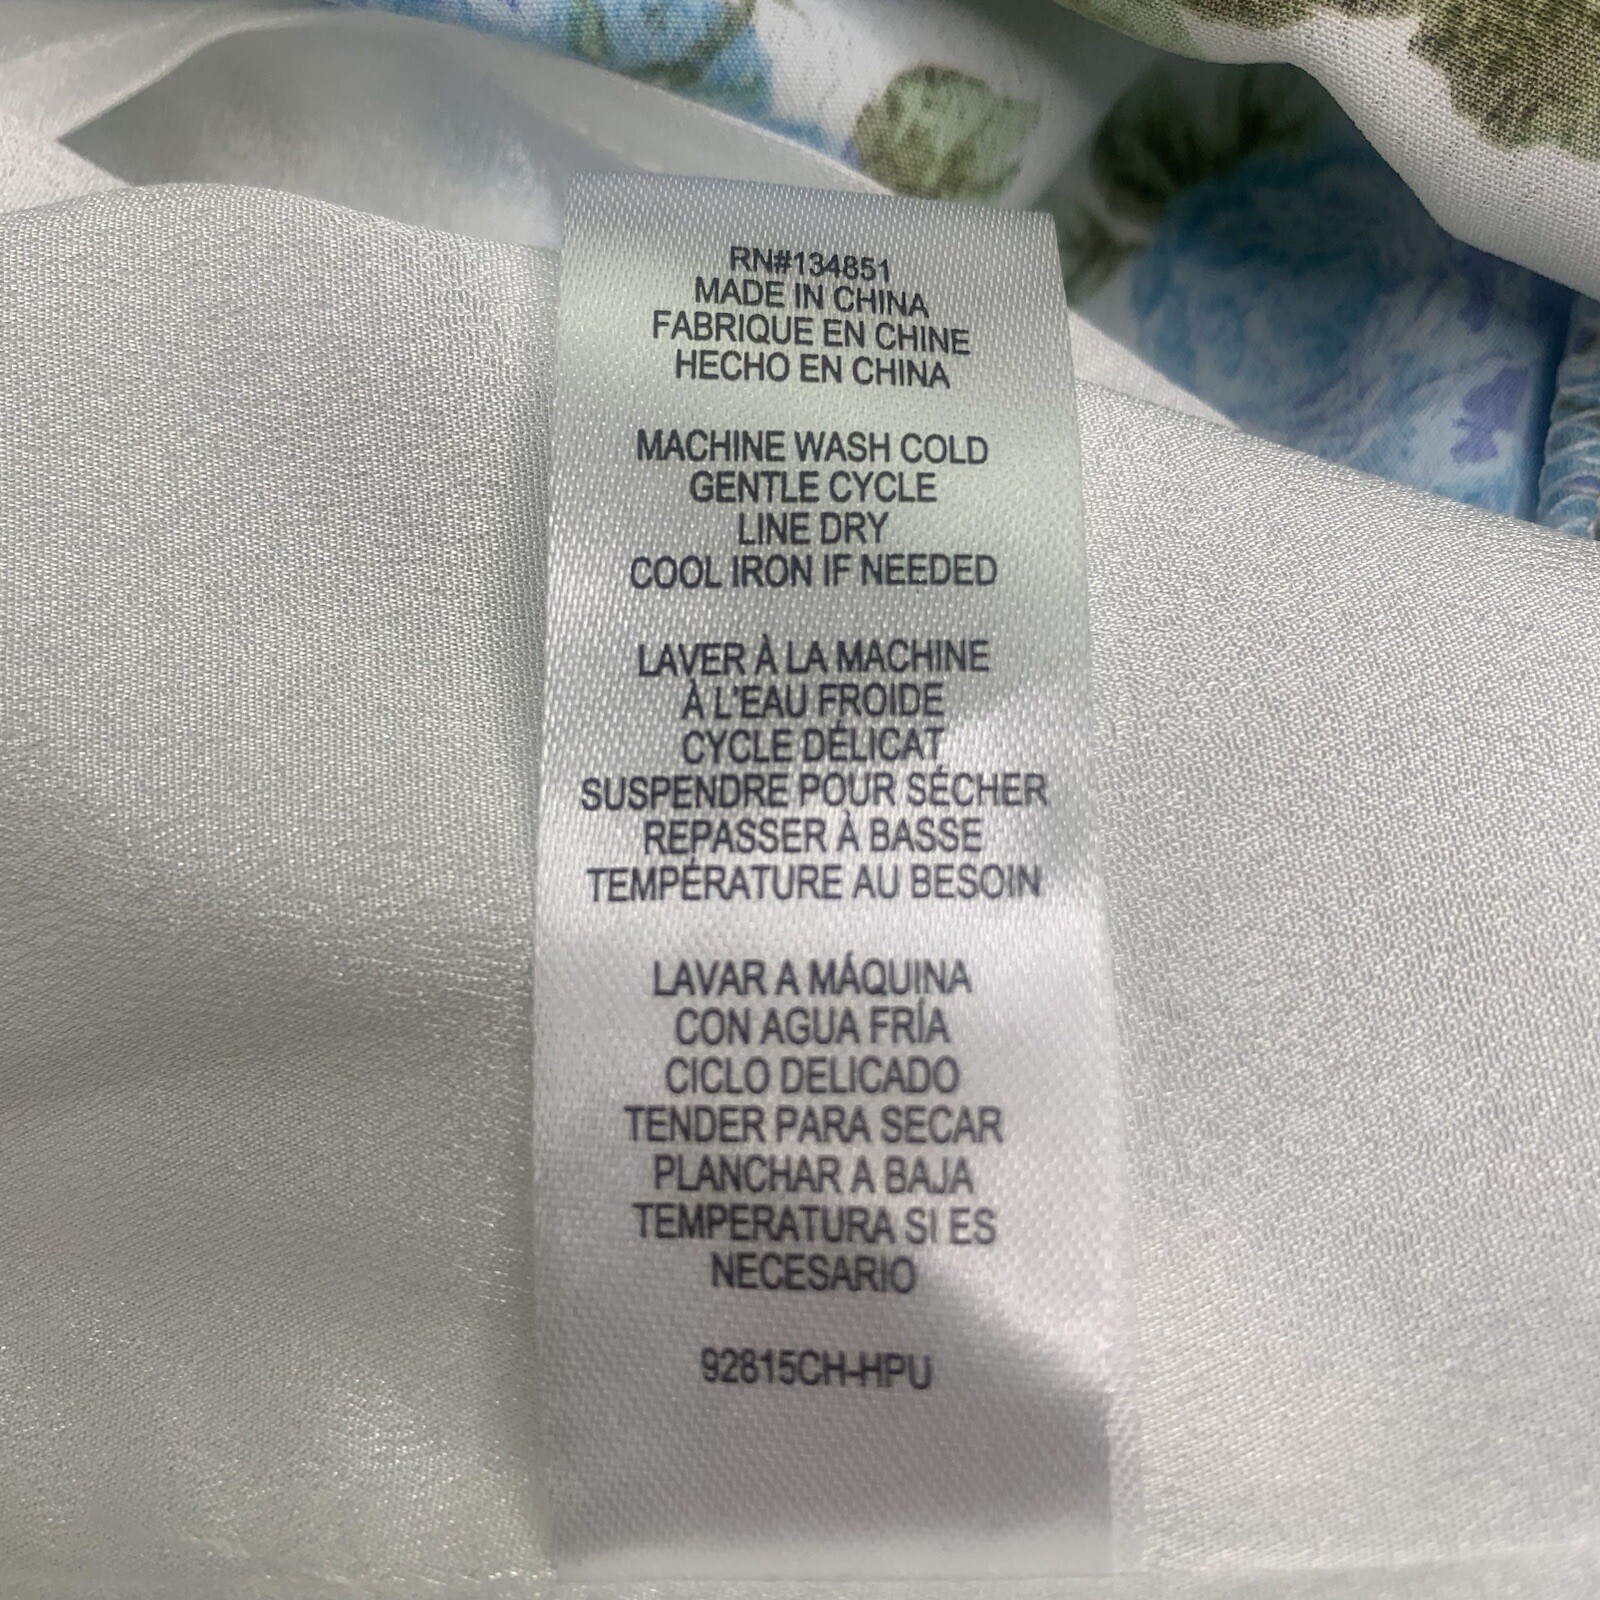 RN#134851
MADE IN CHINA
FABRIQUE EN CHINE
HECHO EN CHINA
MACHINE WASH COLD
GENTLE CYCLE
LINE DRY
COOL IRON IF NEEDED
LAVER À LA MACHINE
À L'EAU FROIDE
CYCLE DÉLICAT
SUSPENDRE POUR SÉCHER
REPASSER À BASSE
TEMPÉRATURE AU BESOIN
LAVAR A MÁQUINA
CON AGUA FRÍA
CICLO DELICADO
TENDER PARA SECAR
PLANCHAR A BAJA
TEMPERATURA SI ES
NECESARIO
92815CH-HPU